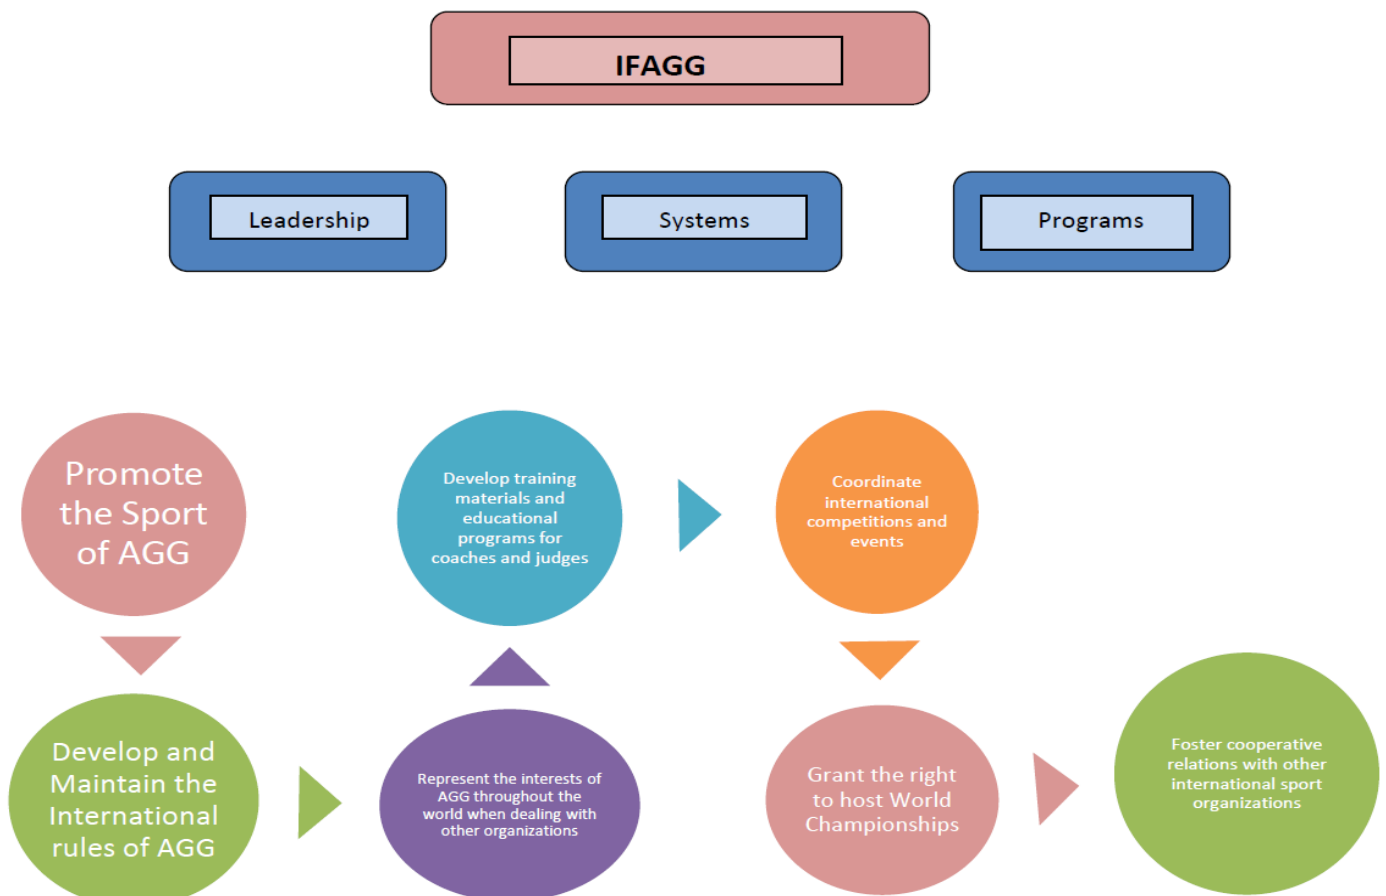 IFAGG
Leadership
Systems
Programs
Promote
the Sport
of AGG
Develop and
Maintain the
International
rules of AGG
Represent the interests of
AGG throughout the
world when dealing with
other organizations
Develop training
materials and
educational
programs for
coaches and judges
Coordinate
international
competitions and
events
Grant the right
to host World
Championships
Foster cooperative
relations with other
international sport
organizations